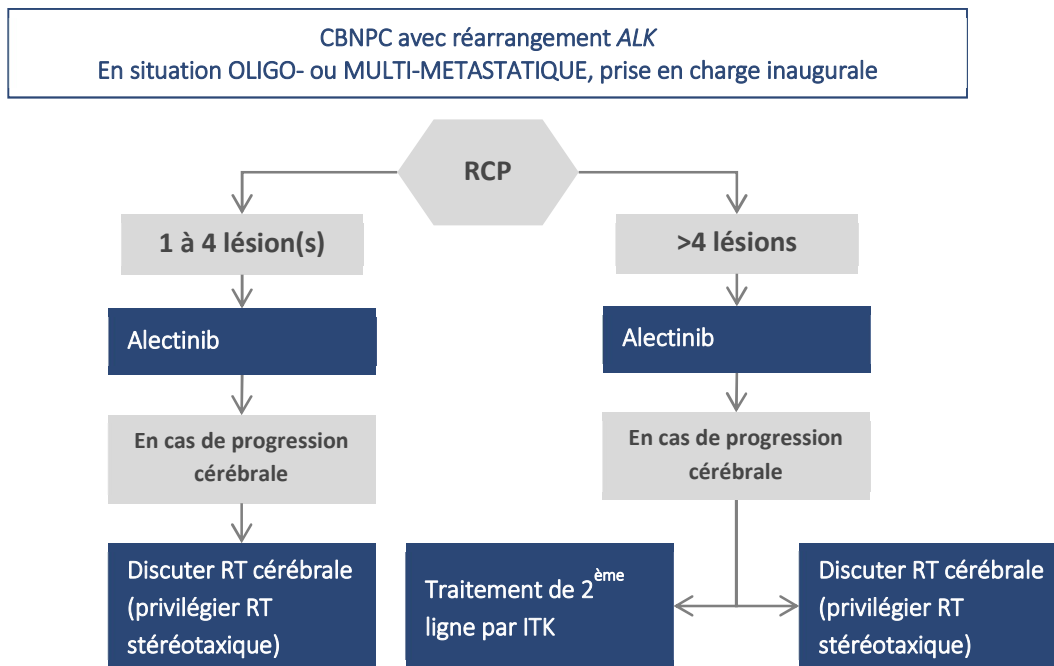 CBNPC avec réarrangement ALK
En situation OLIGO- ou MULTI-METASTATIQUE, prise en charge inaugurale
RCP
1 à 4 lésion(s)
>4 lésions
Alectinib
Alectinib
En cas de progression
cérébrale
En cas de progression
cérébrale
Discuter RT cérébrale
(privilégier RT
stéréotaxique)
Traitement de 2ème
ligne par ITK
Discuter RT cérébrale
(privilégier RT
stéréotaxique)